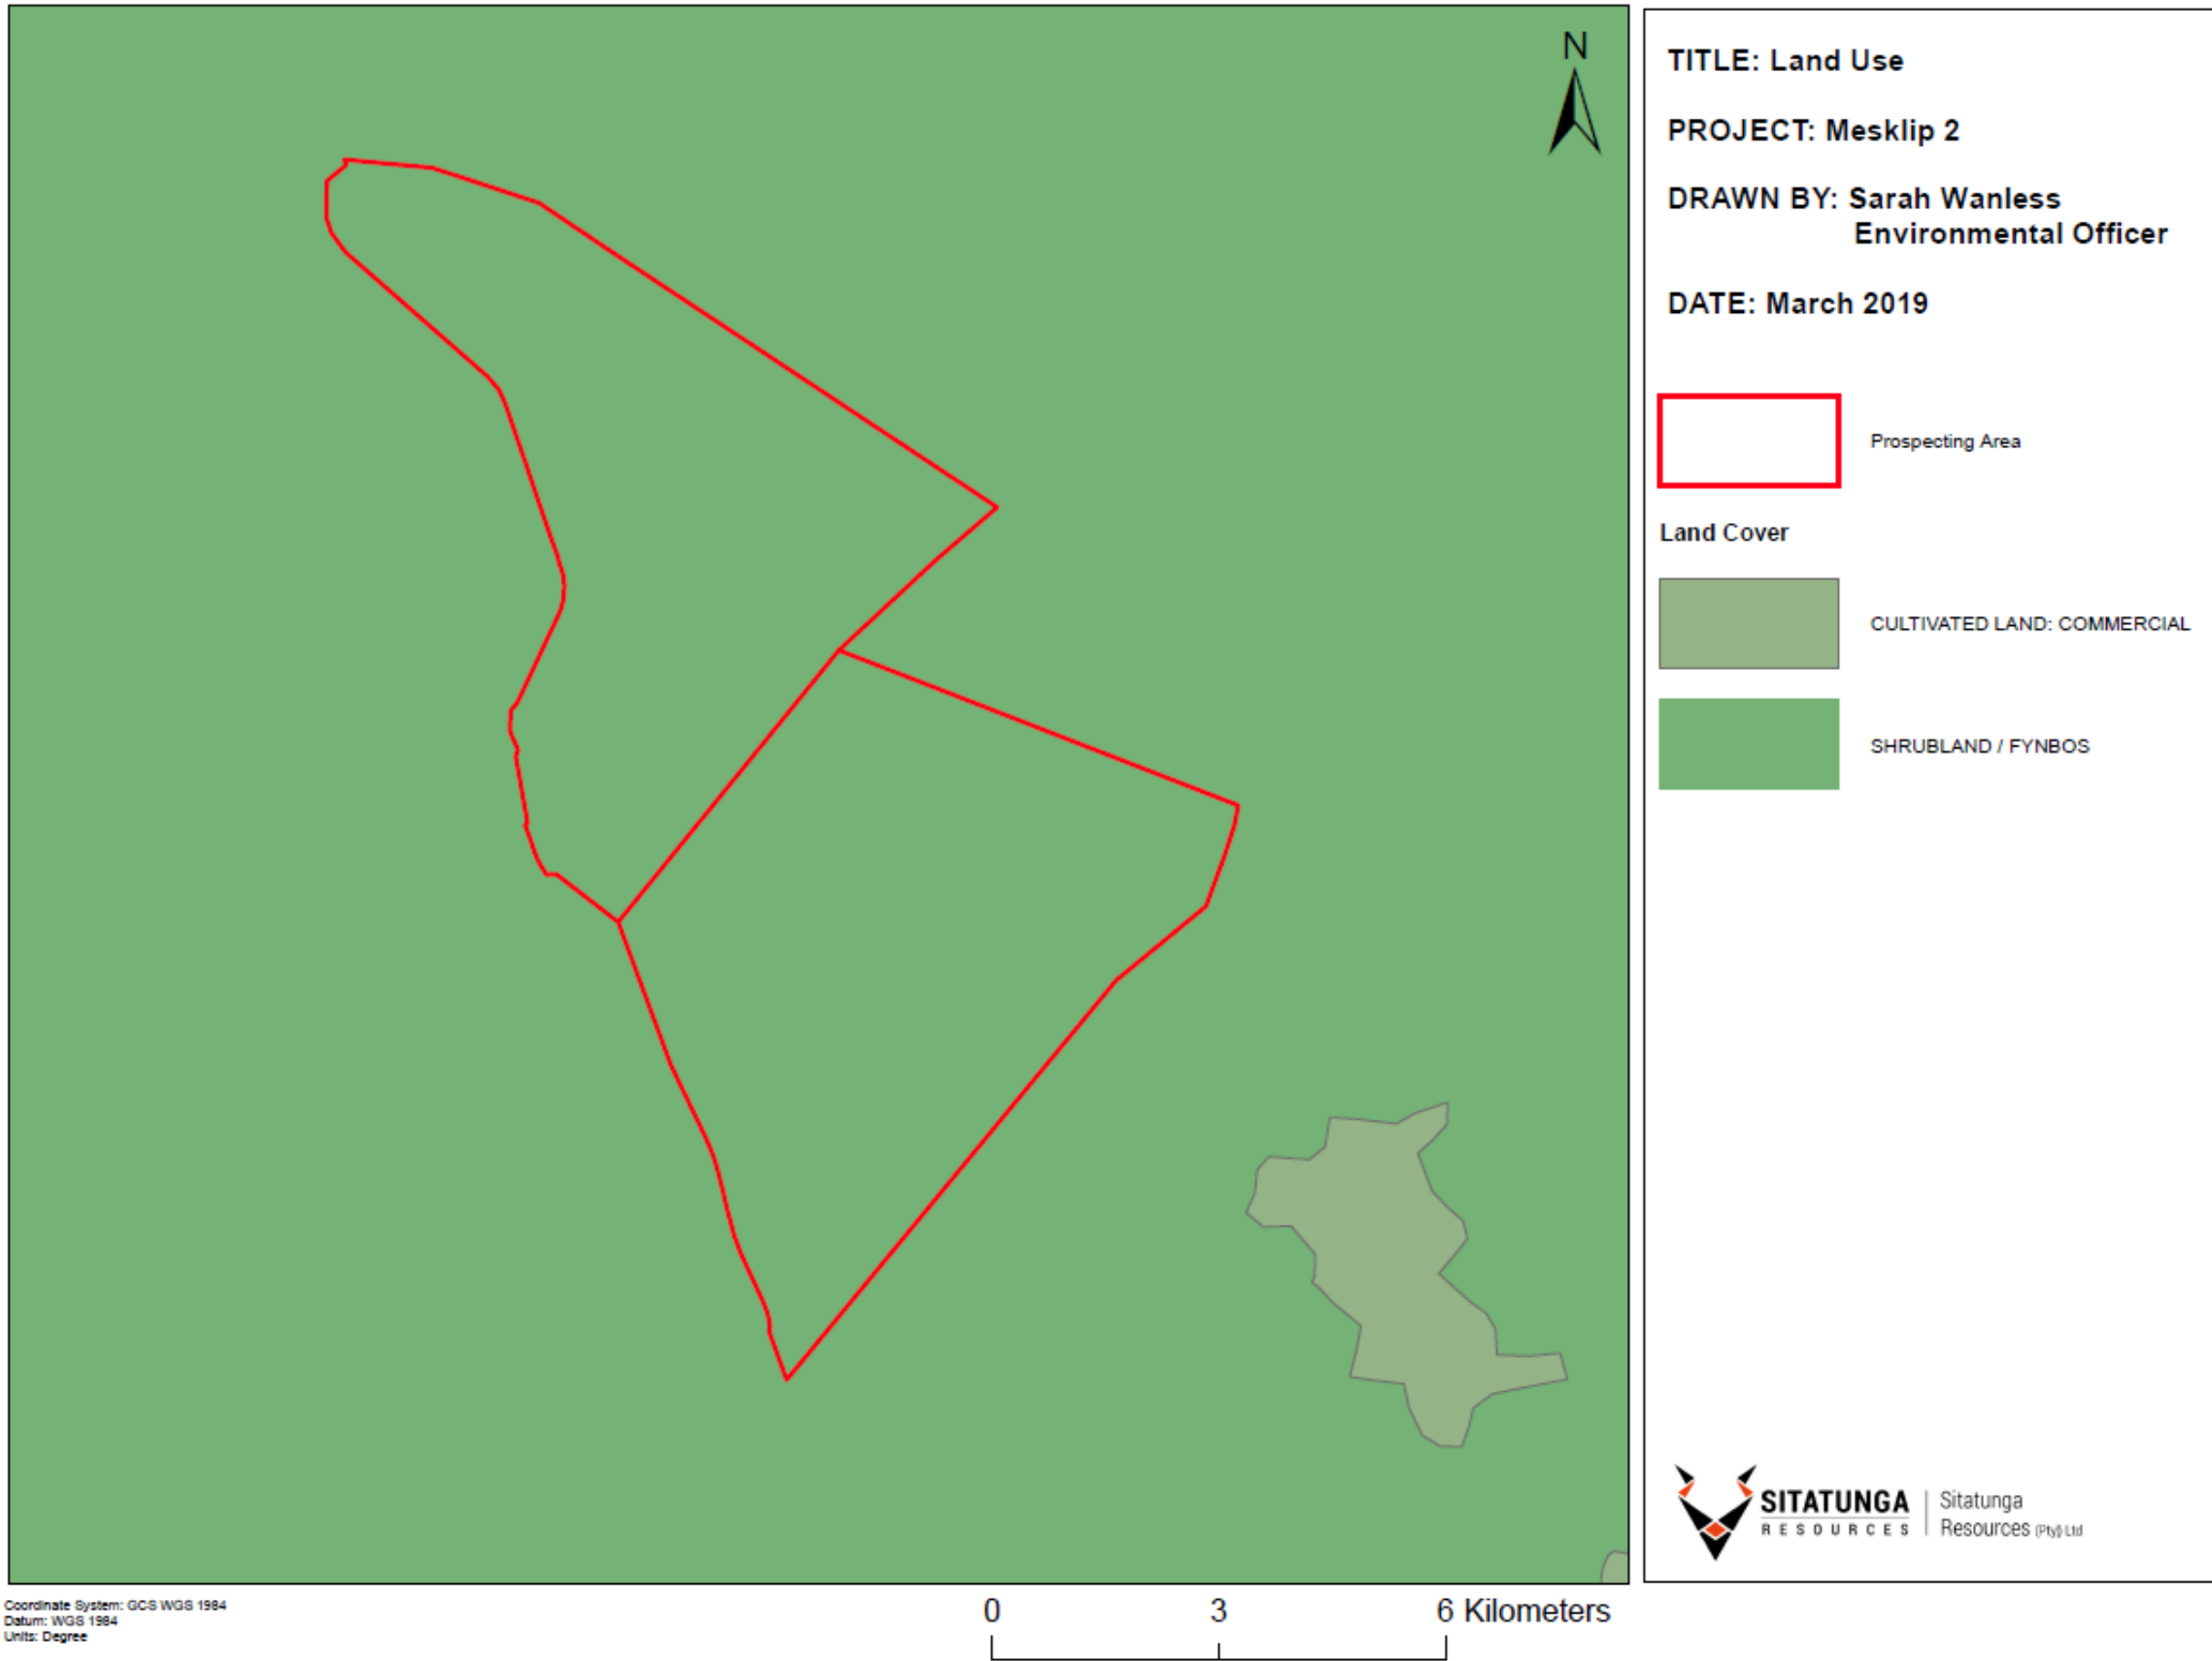 N
TITLE: Land Use
PROJECT: Mesklip 2
DRAWN BY: Sarah Wanless
Environmental Officer
DATE: March 2019
Prospecting Area
Land Cover
CULTIVATED LAND: COMMERCIAL
SHRUBLAND / FYNBOS
SITATUNGA
RESOURCES
Sitatunga
Resources (Pty) Ltd
Coordinate System: GCS WGS 1984
Datum: WGS 1984
Units: Degree
0 3 6 Kilometers